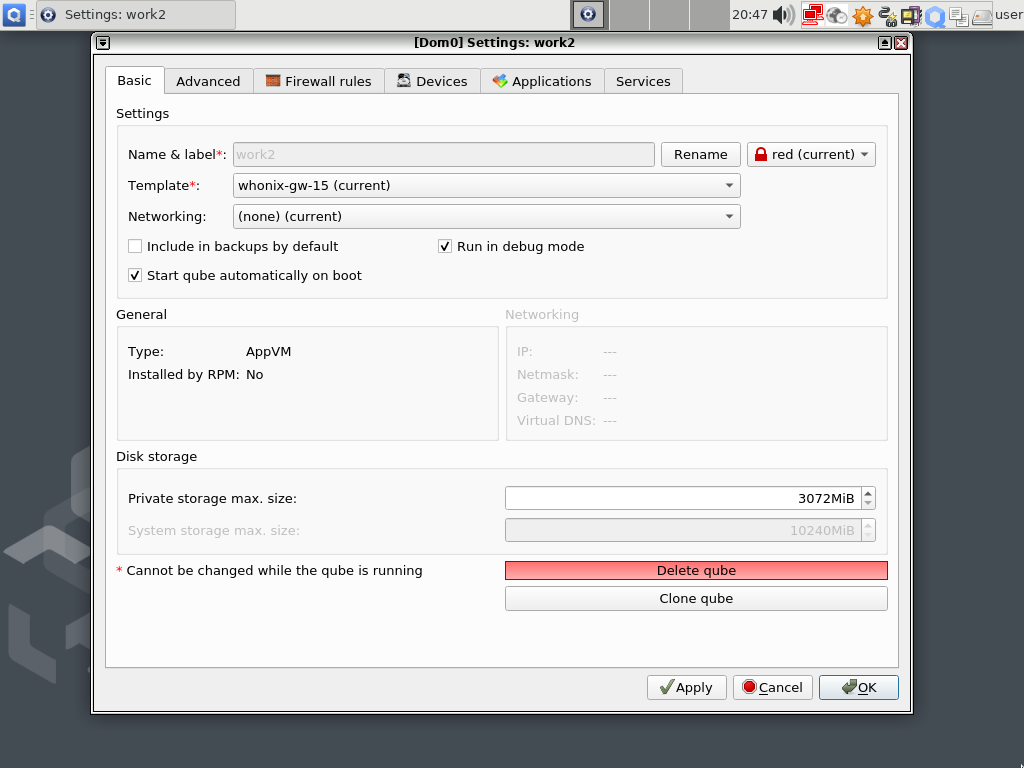 Settings: work2
20:47
user
[Dom0] Settings: work2
Basic Advanced Firewall rules Devices Applications Services
Settings
Name & label*: work2 Rename red (current)
Template*: whonix-gw-15 (current)
Networking: (none) (current)
Include in backups by default Run in debug mode
Start qube automatically on boot
General
Type: AppVM
Installed by RPM: No
Networking
IP: ---
Netmask: ---
Gateway: ---
Virtual DNS: ---
Disk storage
Private storage max. size: 3072MiB
System storage max. size: 10240MiB
* Cannot be changed while the qube is running
Delete qube
Clone qube
Apply Cancel OK